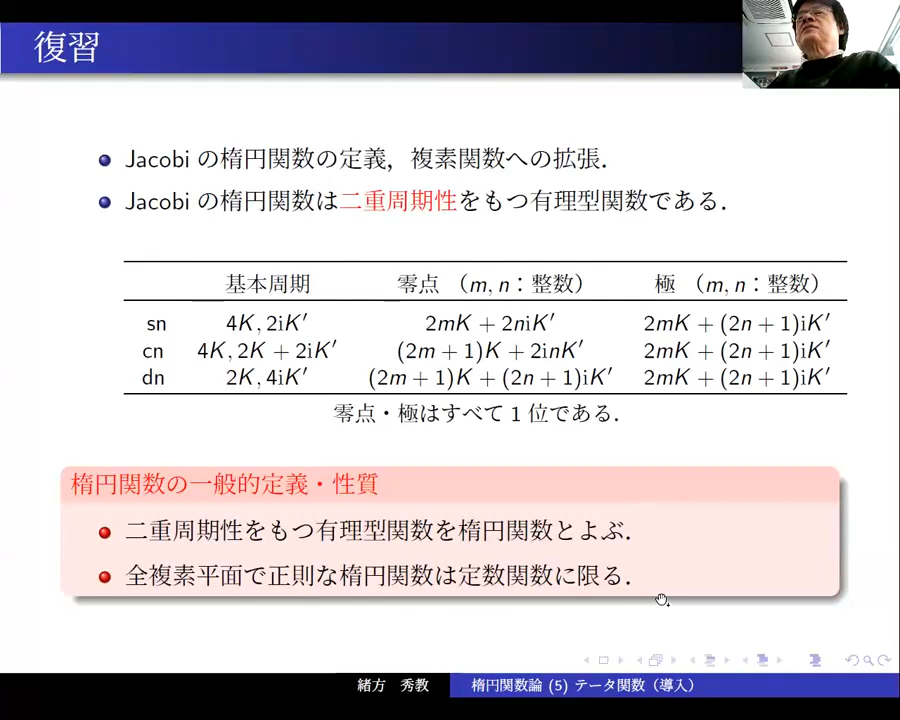 復習
Jacobi の楕円関数の定義，複素関数への拡張．
Jacobi の楕円関数は二重周期性をもつ有理型関数である．
基本周期 零点 （m, n：整数） 極 （m, n：整数）
sn 4K, 2iK′ 2mK + 2niK′ 2mK + (2n + 1)iK′
cn 4K, 2K + 2iK′ (2m + 1)K + 2inK′ 2mK + (2n + 1)iK′
dn 2K, 4iK′ (2m + 1)K + (2n + 1)iK′ 2mK + (2n + 1)iK′
零点・極はすべて 1 位である．
楕円関数の一般的定義・性質
二重周期性をもつ有理型関数を楕円関数とよぶ．
全複素平面で正則な楕円関数は定数関数に限る．
緒方 秀教 楕円関数論 (5) テータ関数（導入）